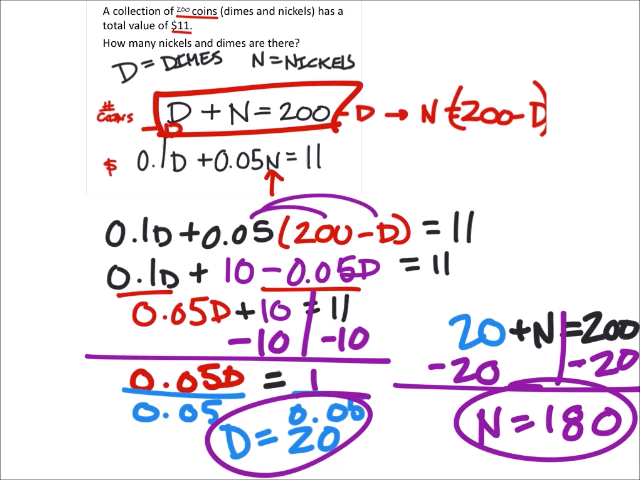 A collection of 200 coins (dimes and nickels) has a
total value of $11.
How many nickels and dimes are there?
D = DIMES N = NICKELS
# COINS D + N = 200 -D → N = (200 - D)
-D
$ 0.1D + 0.05N = 11
0.1D + 0.05 (200 - D) = 11
0.1D + 10 - 0.05D = 11
0.05D + 10 = 11
-10 -10
0.05D = 1
0.05 0.05
D = 20
20 + N = 200
-20 -20
N = 180